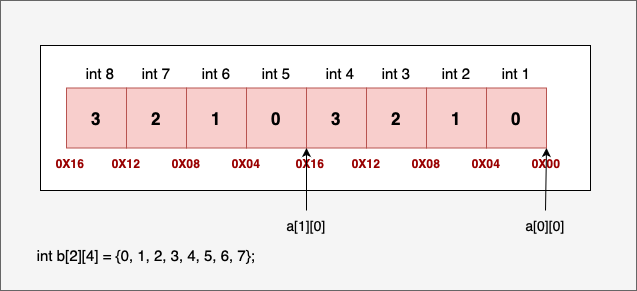 int 8 int 7 int 6 int 5 int 4 int 3 int 2 int 1
3 2 1 0 3 2 1 0
0X16 0X12 0X08 0X04 0X16 0X12 0X08 0X04 0X00
a[1][0] a[0][0]
int b[2][4] = {0, 1, 2, 3, 4, 5, 6, 7};